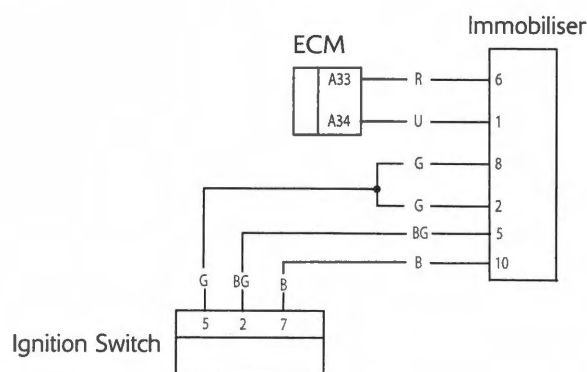 Immobiliser
ECM
A33 R 6
A34 U 1
G 8
G 2
BG 5
B 10
G BG B
5 2 7
Ignition Switch